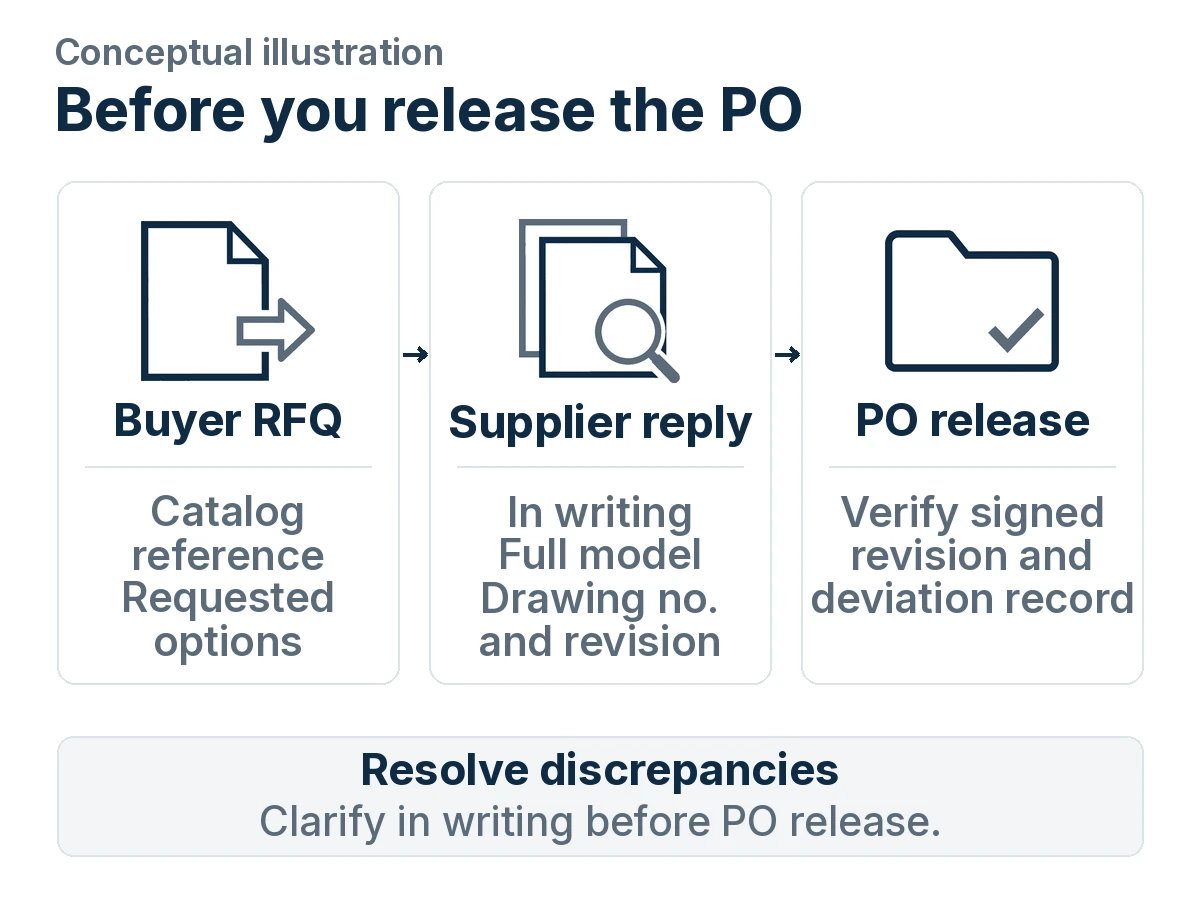 Conceptual illustration
Before you release the PO
Buyer RFQ
Catalog
reference
Requested
options
Supplier reply
In writing
Full model
Drawing no.
and revision
PO release
Verify signed
revision and
deviation record
Resolve discrepancies
Clarify in writing before PO release.